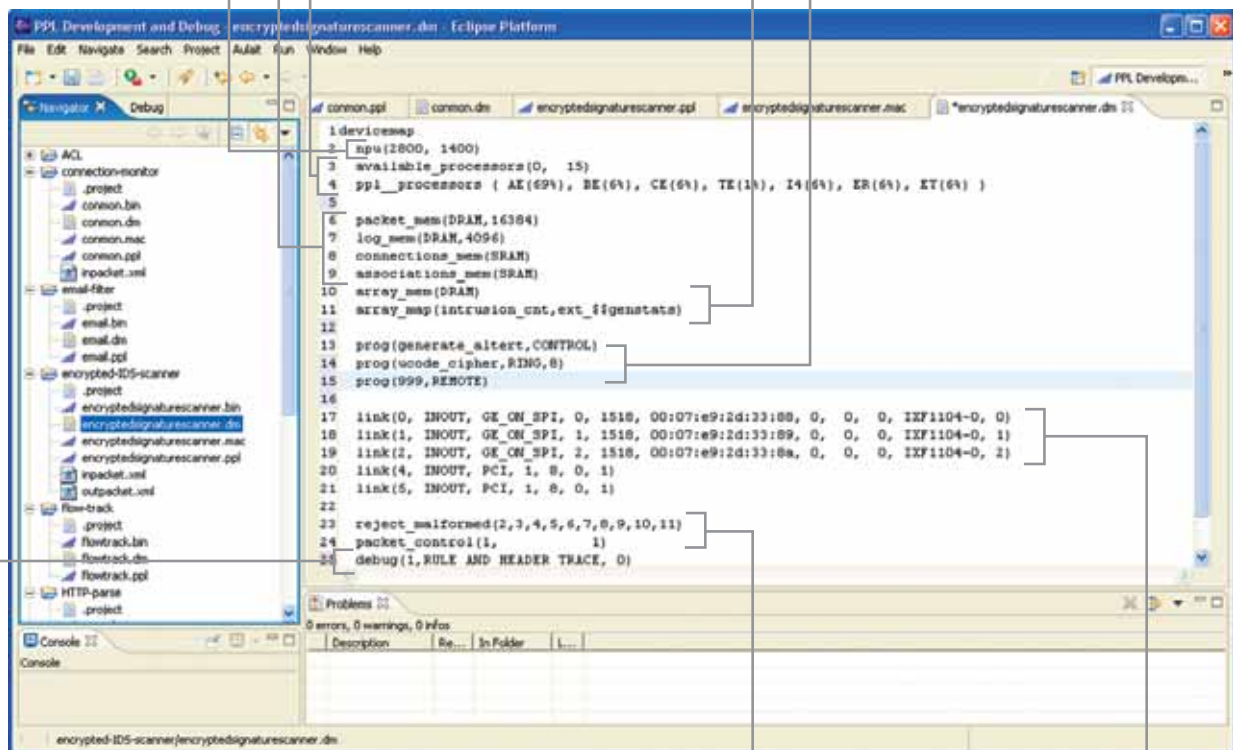 PPL Development and Debug - encryptedsignaturescanner.dm - Eclipse Platform
File Edit Navigate Search Project Aulait Run Window Help
PPL Developm...
Navigator Debug
conmon.ppl conmon.dm encryptedsignaturescanner.ppl encryptedsignaturescanner.mac *encryptedsignaturescanner.dm
ACL
connection-monitor
.project
conmon.bin
conmon.dm
conmon.mac
conmon.ppl
inpacket.xml
email-filter
.project
email.bin
email.dm
email.ppl
encrypted-IDS-scanner
.project
encryptedsignaturescanner.bin
encryptedsignaturescanner.dm
encryptedsignaturescanner.mac
encryptedsignaturescanner.ppl
inpacket.xml
outpacket.xml
flow-track
.project
flowtrack.bin
flowtrack.dm
flowtrack.ppl
HTTP-parse
.project
1 devicemap
2 npu(2800, 1400)
3 available_processors(0, 15)
4 ppl__processors ( AE(69%), BE(6%), CE(6%), TE(1%), I4(6%), ER(6%), ET(6%) )
5
6 packet_mem(DRAM,16384)
7 log_mem(DRAM,4096)
8 connections_mem(SRAM)
9 associations_mem(SRAM)
10 array_mem(DRAM)
11 array_map(intrusion_cnt,ext_$$genstats)
12
13 prog(generate_altert,CONTROL)
14 prog(ucode_cipher,RING,8)
15 prog(999,REMOTE)
16
17 link(0, INOUT, GE_ON_SPI, 0, 1518, 00:07:e9:2d:33:88, 0, 0, 0, IXF1104-0, 0)
18 link(1, INOUT, GE_ON_SPI, 1, 1518, 00:07:e9:2d:33:89, 0, 0, 0, IXF1104-0, 1)
19 link(2, INOUT, GE_ON_SPI, 2, 1518, 00:07:e9:2d:33:8a, 0, 0, 0, IXF1104-0, 2)
20 link(4, INOUT, PCI, 1, 8, 0, 1)
21 link(5, INOUT, PCI, 1, 8, 0, 1)
22
23 reject_malformed(2,3,4,5,6,7,8,9,10,11)
24 packet_control(1, 1)
25 debug(1,RULE AND HEADER TRACE, 0)
Problems
0 errors, 0 warnings, 0 infos
Description Re... In Folder L...
Console
Console
encrypted-IDS-scanner/encryptedsignaturescanner.dm